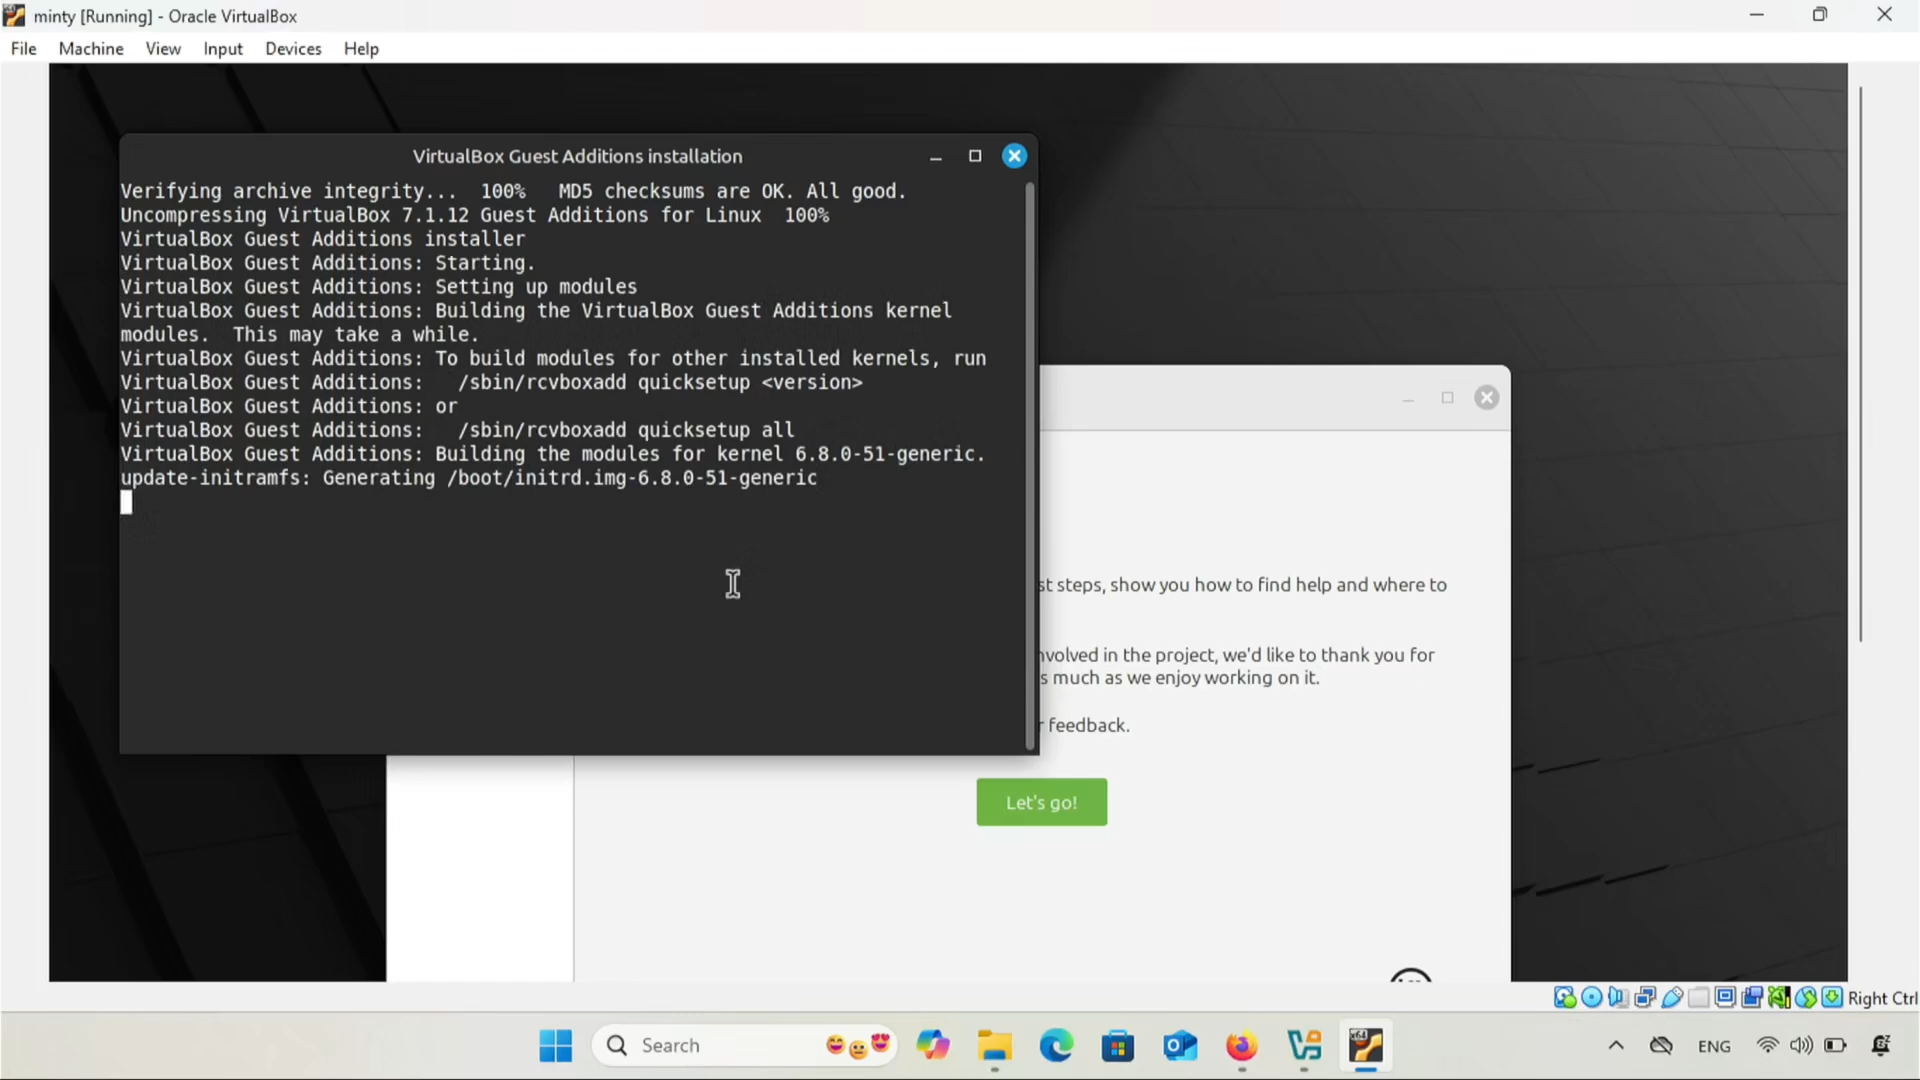 minty [Running] - Oracle VirtualBox
File Machine View Input Devices Help
VirtualBox Guest Additions installation
Verifying archive integrity...  100%   MD5 checksums are OK. All good.
Uncompressing VirtualBox 7.1.12 Guest Additions for Linux  100%
VirtualBox Guest Additions installer
VirtualBox Guest Additions: Starting.
VirtualBox Guest Additions: Setting up modules
VirtualBox Guest Additions: Building the VirtualBox Guest Additions kernel
modules.  This may take a while.
VirtualBox Guest Additions: To build modules for other installed kernels, run
VirtualBox Guest Additions:   /sbin/rcvboxadd quicksetup <version>
VirtualBox Guest Additions: or
VirtualBox Guest Additions:   /sbin/rcvboxadd quicksetup all
VirtualBox Guest Additions: Building the modules for kernel 6.8.0-51-generic.
update-initramfs: Generating /boot/initrd.img-6.8.0-51-generic
st steps, show you how to find help and where to
nvolved in the project, we'd like to thank you for
s much as we enjoy working on it.
feedback.
Let's go!
Right Ctrl
Search
ENG